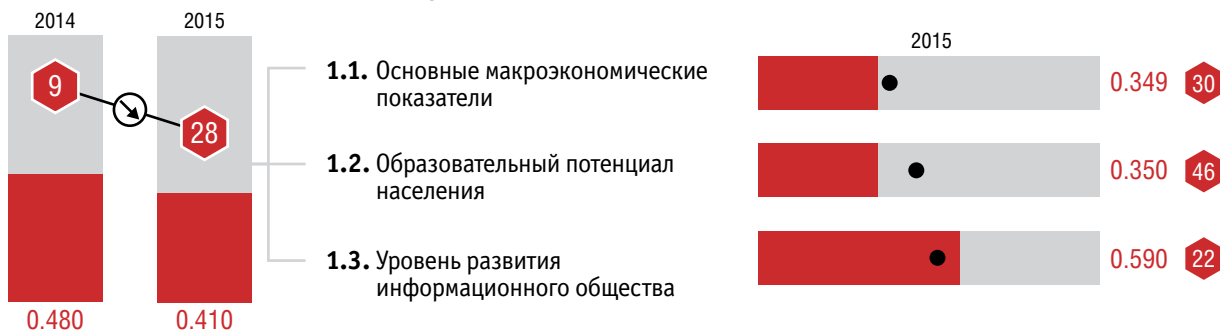 2014
2015
9
28
0.480
0.410
1.1. Основные макроэкономические
показатели
1.2. Образовательный потенциал
населения
1.3. Уровень развития
информационного общества
2015
0.349 30
0.350 46
0.590 22